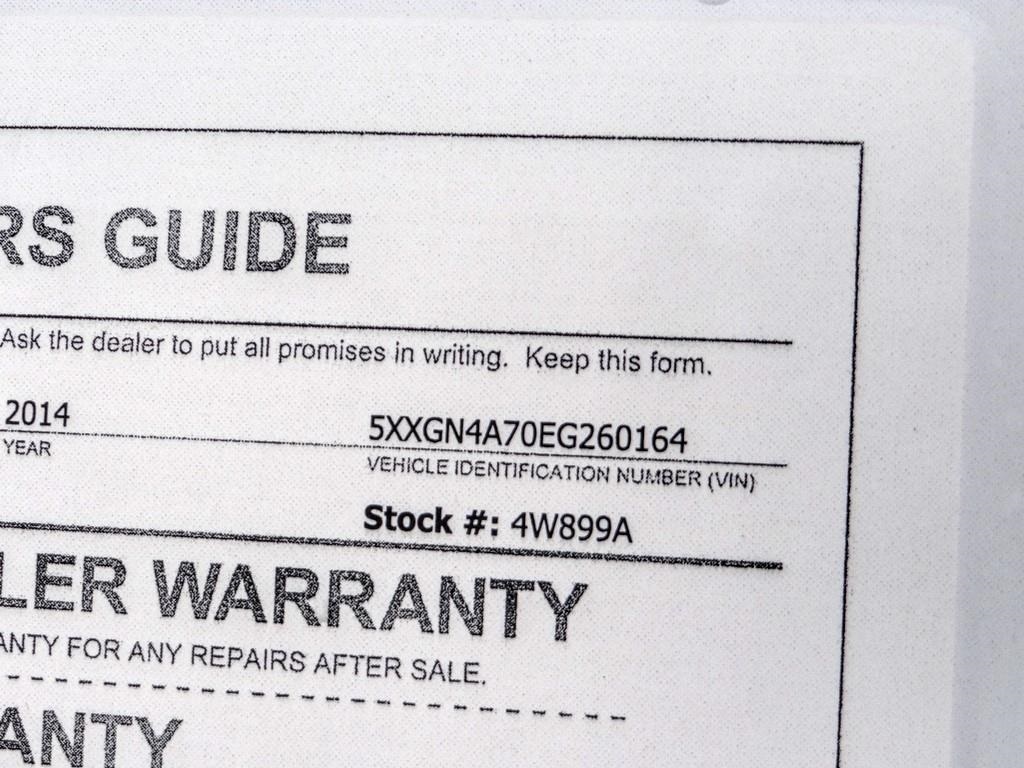 RS GUIDE
Ask the dealer to put all promises in writing. Keep this form.
2014 5XXGN4A70EG260164
YEAR VEHICLE IDENTIFICATION NUMBER (VIN)
Stock #: 4W899A
LER WARRANTY
ANTY FOR ANY REPAIRS AFTER SALE.
ANTY